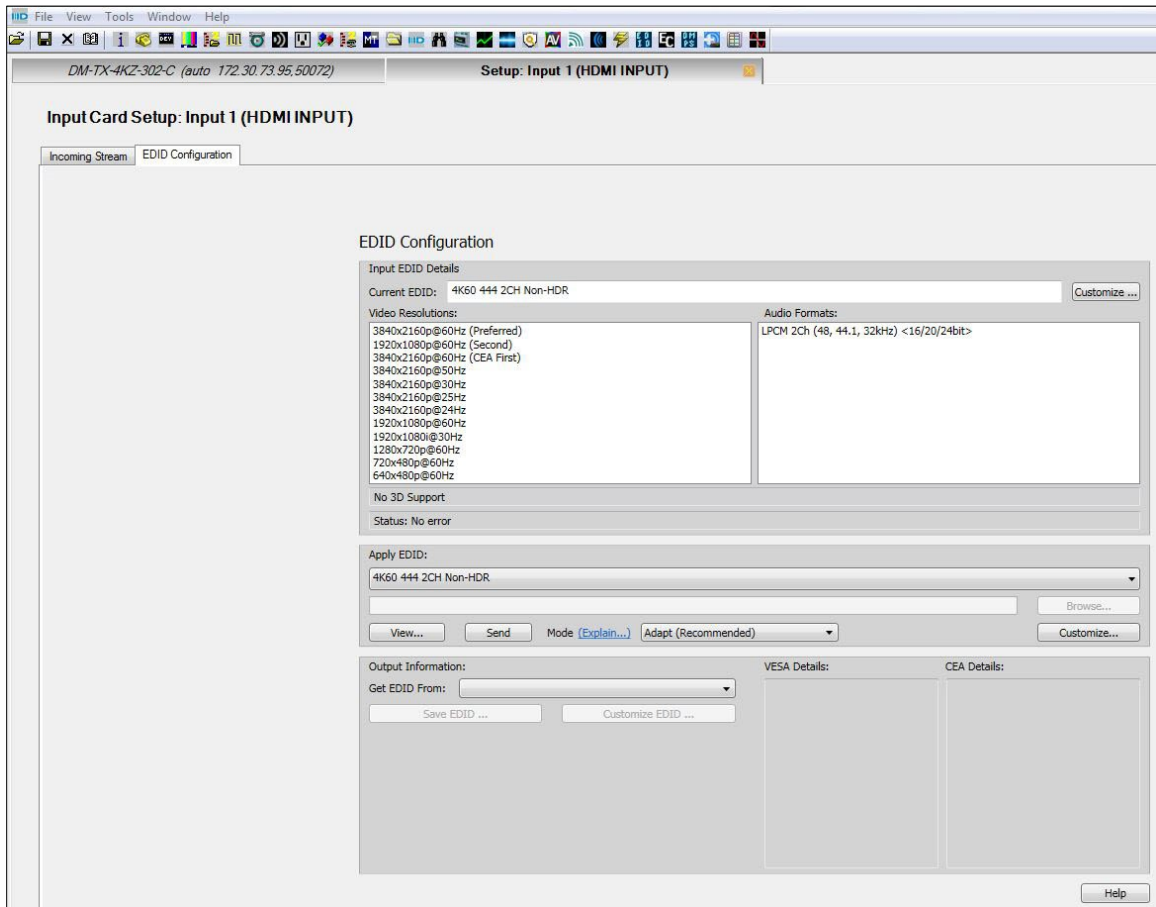 File View Tools Window Help
DM-TX-4KZ-302-C (auto 172.30.73.95,50072)
Setup: Input 1 (HDMI INPUT)
Input Card Setup: Input 1 (HDMI INPUT)
Incoming Stream
EDID Configuration
EDID Configuration
Input EDID Details
Current EDID: 4K60 444 2CH Non-HDR
Customize ...
Video Resolutions:
3840x2160p@60Hz (Preferred)
1920x1080p@60Hz (Second)
3840x2160p@60Hz (CEA First)
3840x2160p@50Hz
3840x2160p@30Hz
3840x2160p@25Hz
3840x2160p@24Hz
1920x1080p@60Hz
1920x1080i@30Hz
1280x720p@60Hz
720x480p@60Hz
640x480p@60Hz
Audio Formats:
LPCM 2Ch (48, 44.1, 32kHz) <16/20/24bit>
No 3D Support
Status: No error
Apply EDID:
4K60 444 2CH Non-HDR
Browse...
View...
Send
Mode (Explain...)
Adapt (Recommended)
Customize...
Output Information:
Get EDID From:
Save EDID ...
Customize EDID ...
VESA Details:
CEA Details:
Help